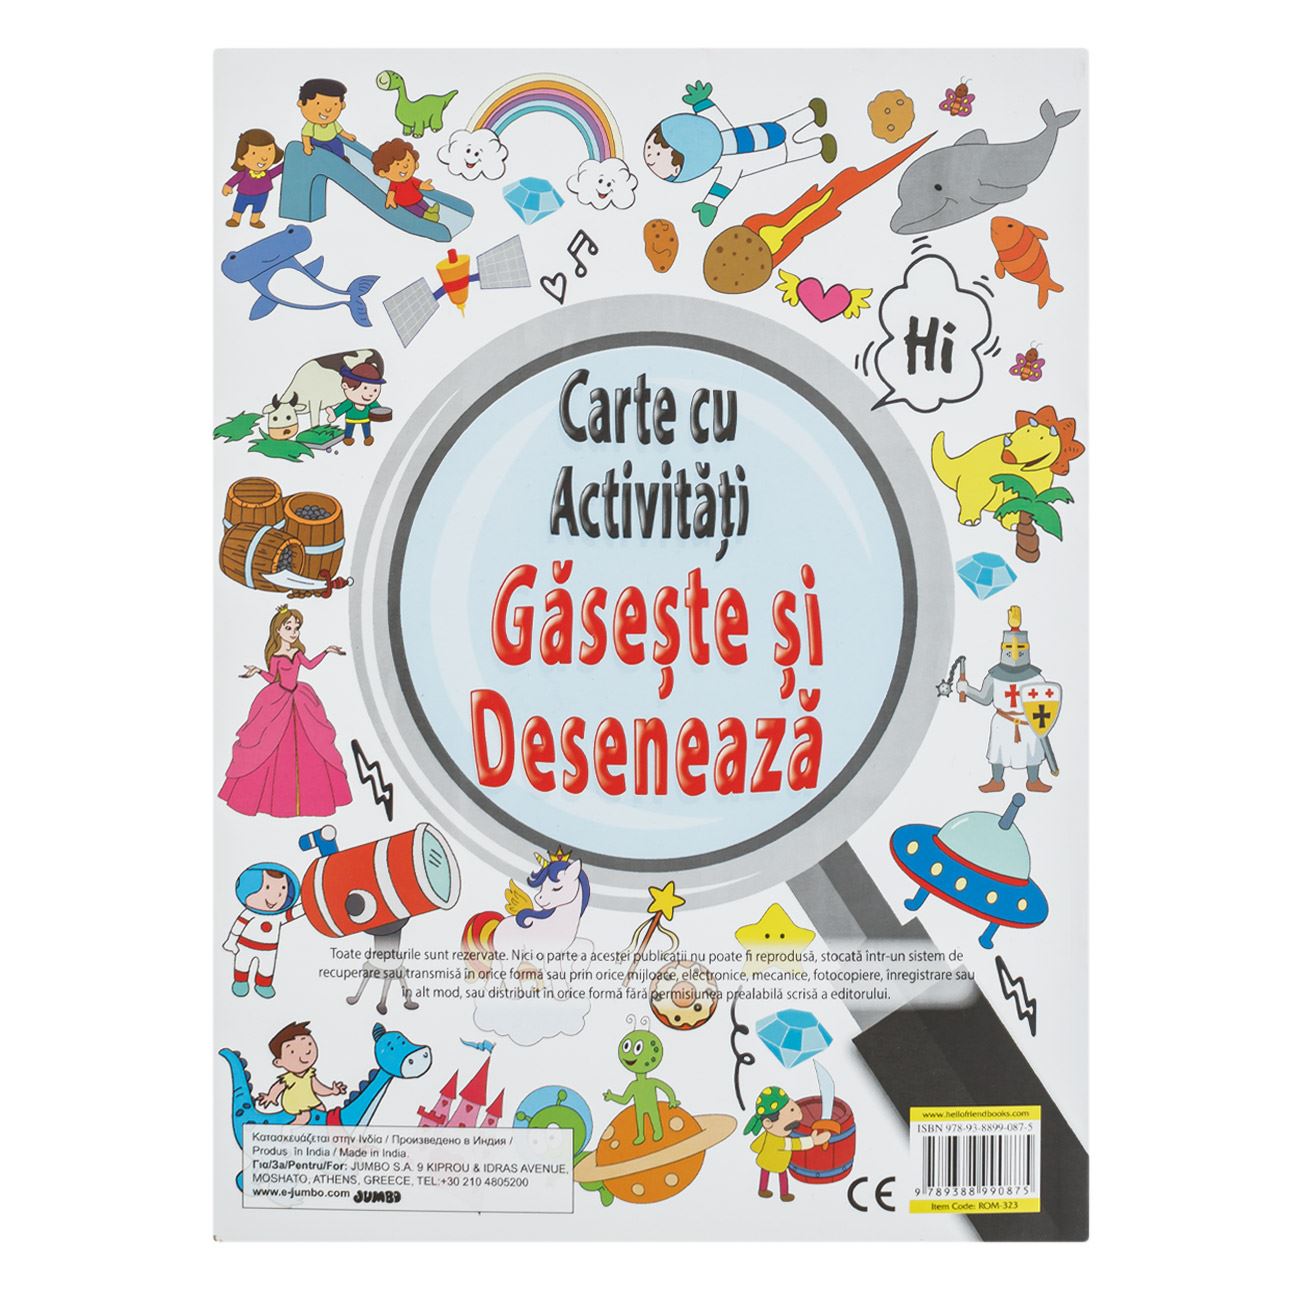 Hi
Carte cu
Activități
Găsește și
Desenează
Toate drepturile sunt rezervate. Nici o parte a acestei publicații nu poate fi reprodusă, stocată într-un sistem de
recuperare sau transmisă în orice formă sau prin orice mijloace, electronice, mecanice, fotocopiere, înregistrare sau
în alt mod, sau distribuit în orice formă fără permisiunea prealabilă scrisă a editorului.
Κατασκευάζεται στην Ινδία / Произведено в Индия /
Produs în India / Made in India.
Για/За/Pentru/For: JUMBO S.A. 9 KIPROU & IDRAS AVENUE,
MOSHATO, ATHENS, GREECE, TEL:+30 210 4805200
www.e-jumbo.com JUMBO
CE
www.hellofriendbooks.com
ISBN 978-93-8899-087-5
9 789388 990875
Item Code: ROM-323